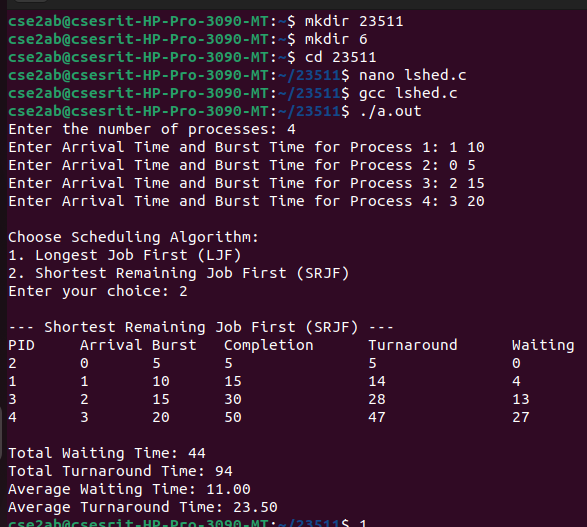 cse2ab@csesrit-HP-Pro-3090-MT:~$ mkdir 23511
cse2ab@csesrit-HP-Pro-3090-MT:~$ mkdir 6
cse2ab@csesrit-HP-Pro-3090-MT:~$ cd 23511
cse2ab@csesrit-HP-Pro-3090-MT:~/23511$ nano lshed.c
cse2ab@csesrit-HP-Pro-3090-MT:~/23511$ gcc lshed.c
cse2ab@csesrit-HP-Pro-3090-MT:~/23511$ ./a.out
Enter the number of processes: 4
Enter Arrival Time and Burst Time for Process 1: 1 10
Enter Arrival Time and Burst Time for Process 2: 0 5
Enter Arrival Time and Burst Time for Process 3: 2 15
Enter Arrival Time and Burst Time for Process 4: 3 20
Choose Scheduling Algorithm:
1. Longest Job First (LJF)
2. Shortest Remaining Job First (SRJF)
Enter your choice: 2
--- Shortest Remaining Job First (SRJF) ---
PID Arrival Burst Completion Turnaround Waiting
2 0 5 5 5 0
1 1 10 15 14 4
3 2 15 30 28 13
4 3 20 50 47 27
Total Waiting Time: 44
Total Turnaround Time: 94
Average Waiting Time: 11.00
Average Turnaround Time: 23.50
cse2ab@csesrit-HP-Pro-3090-MT:~/23511$ 1